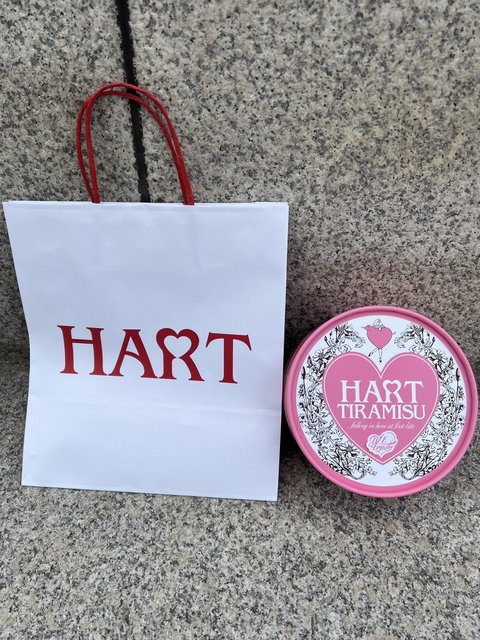 HART
HART
TIRAMISU
falling in love at first bite